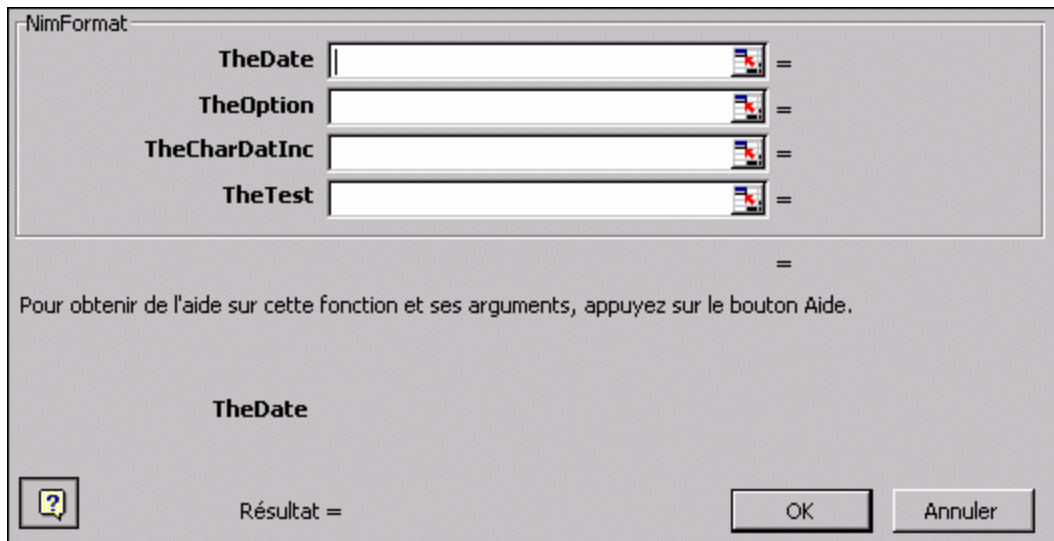 NimFormat
TheDate =
TheOption =
TheCharDatInc =
TheTest =
=
Pour obtenir de l'aide sur cette fonction et ses arguments, appuyez sur le bouton Aide.
TheDate
? Résultat = OK Annuler